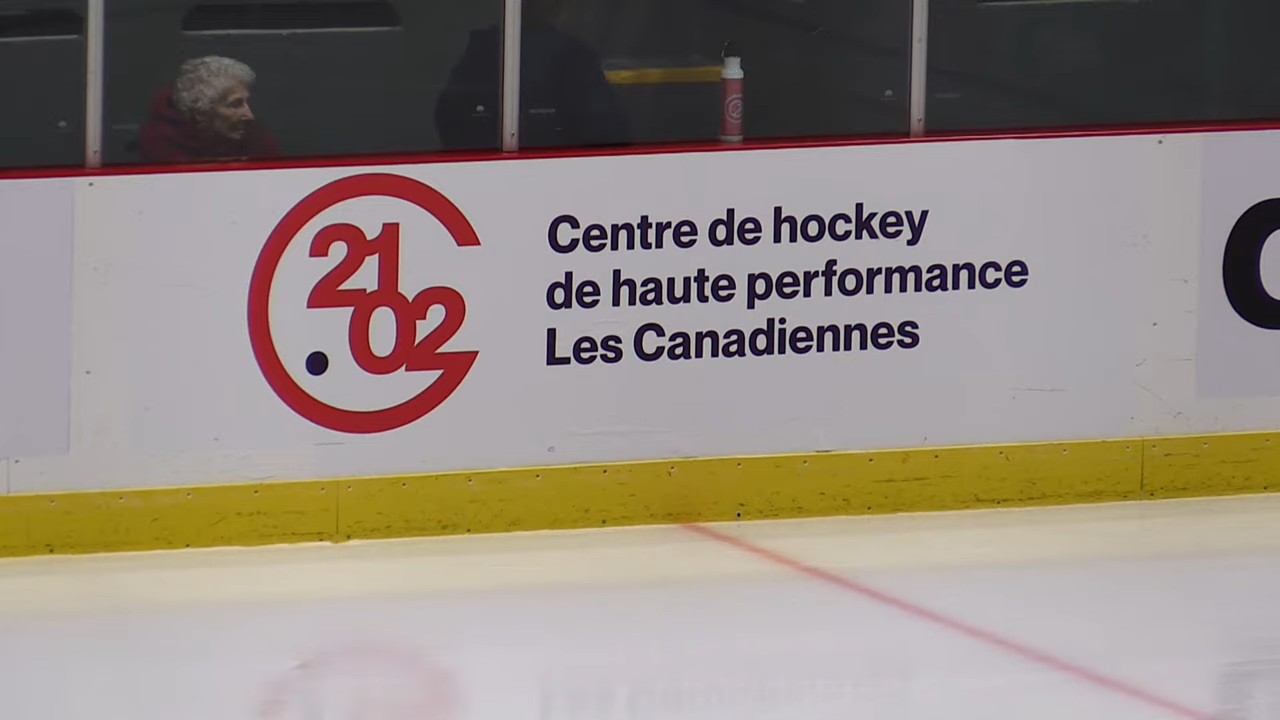 21
.02
Centre de hockey
de haute performance
Les Canadiennes